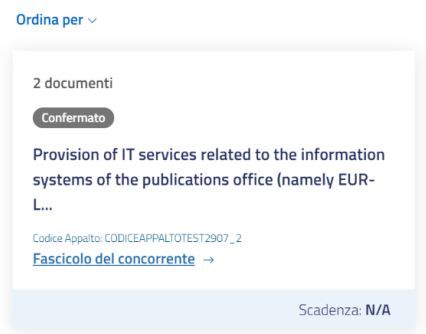 Ordina per
2 documenti
Confermato
Provision of IT services related to the information
systems of the publications office (namely EUR-
L...
Codice Appalto: CODICEAPPALTOTEST2907_2
Fascicolo del concorrente →
Scadenza: N/A